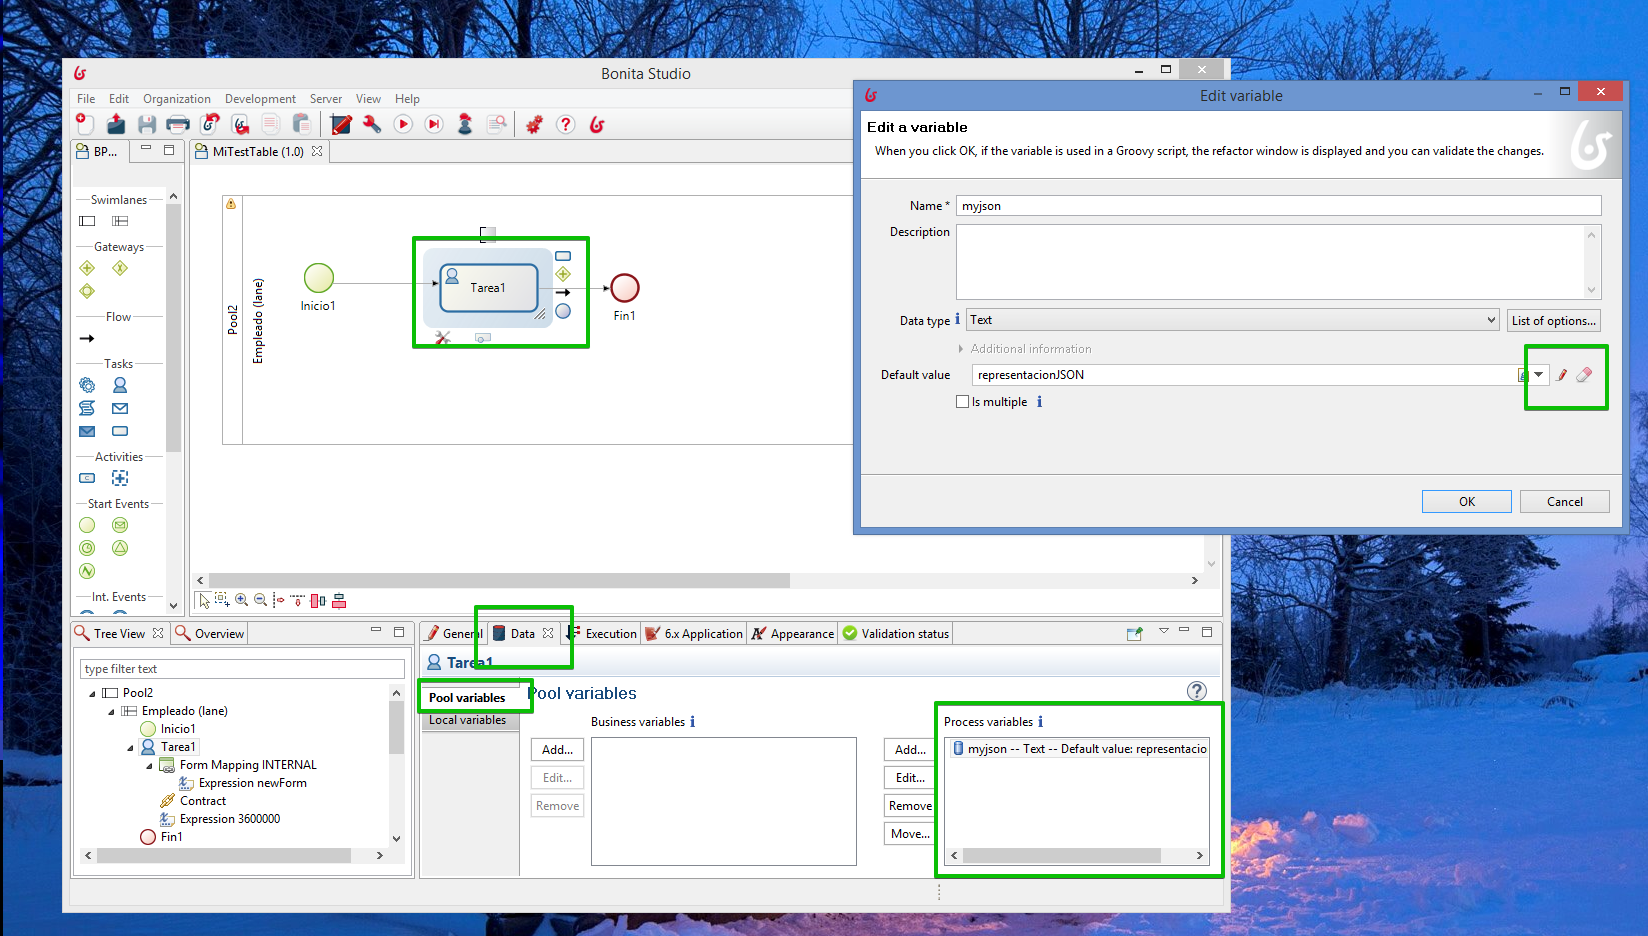 Bonita Studio
File Edit Organization Development Server View Help
BP...
MiTestTable (1.0)
Swimlanes
Gateways
Flow
Tasks
Activities
Start Events
Int. Events
Pool2
Empleado (lane)
Inicio1
Tarea1
Fin1
Edit variable
Edit a variable
When you click OK, if the variable is used in a Groovy script, the refactor window is displayed and you can validate the changes.
Name * myjson
Description
Data type Text List of options...
Additional information
Default value representacionJSON
Is multiple
OK Cancel
Tree View Overview
type filter text
Pool2
Empleado (lane)
Inicio1
Tarea1
Form Mapping INTERNAL
Expression newForm
Contract
Expression 3600000
Fin1
General Data Execution 6.x Application Appearance Validation status
Tarea1
Pool variables
Local variables
Pool variables
Business variables
Add...
Edit...
Remove
Process variables
Add...
Edit...
Remove
Move...
myjson -- Text -- Default value: representacio